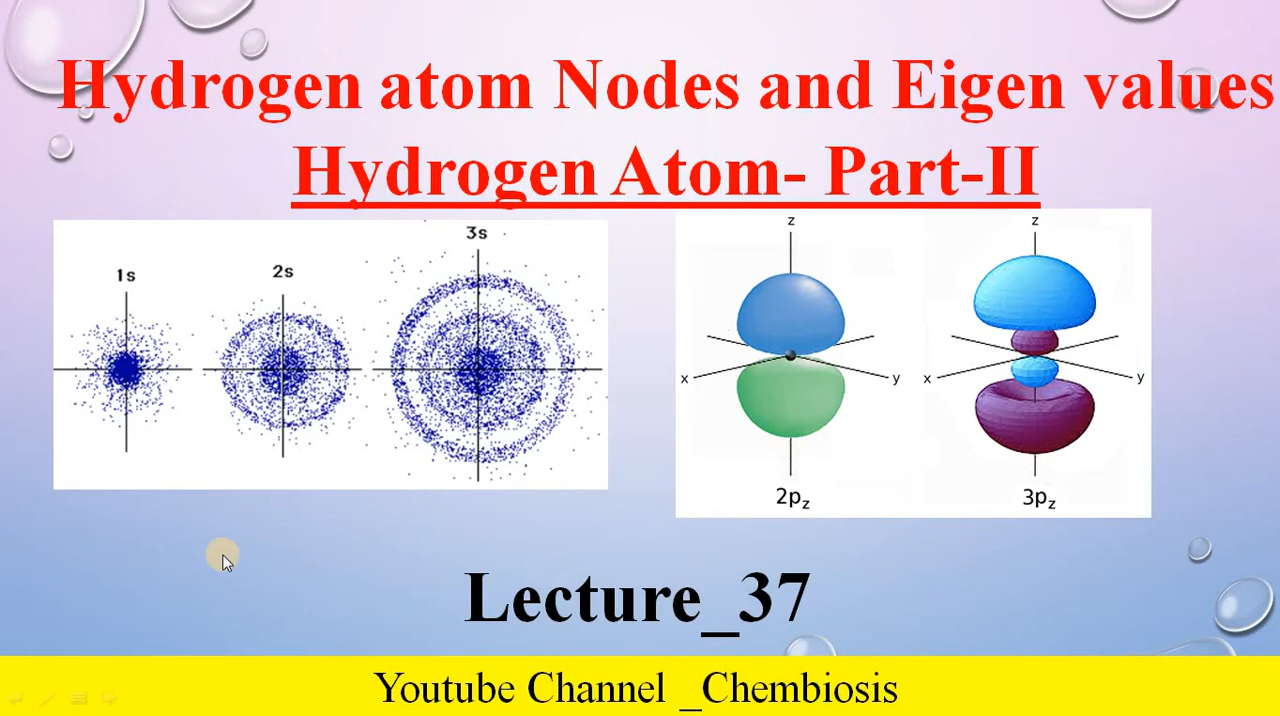 Hydrogen atom Nodes and Eigen values
Hydrogen Atom- Part-II
1s
2s
3s
z
x
y
2pz
z
x
y
3pz
Lecture_37
Youtube Channel _Chembiosis